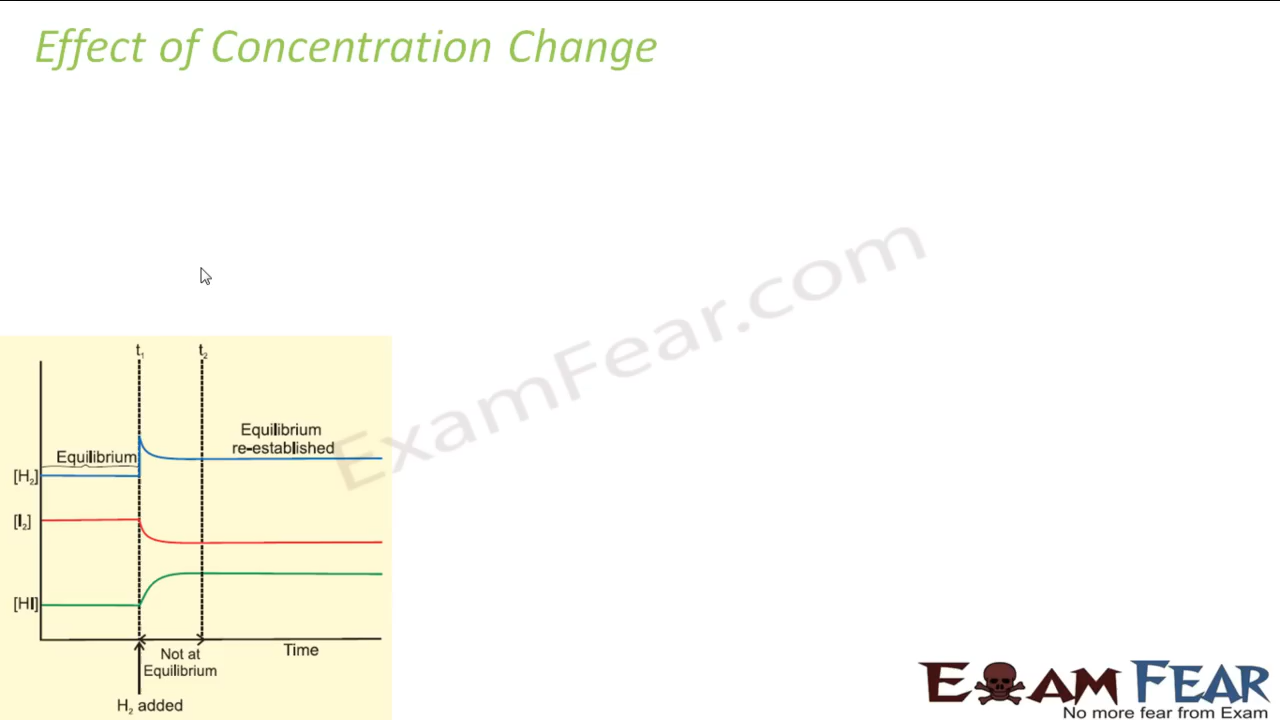 Effect of Concentration Change
ExamFear.com
t₁ t₂
Equilibrium
re-established
Equilibrium
[H₂]
[I₂]
[HI]
Not at
Equilibrium
Time
H₂ added
EXAM FEAR
No more fear from Exam